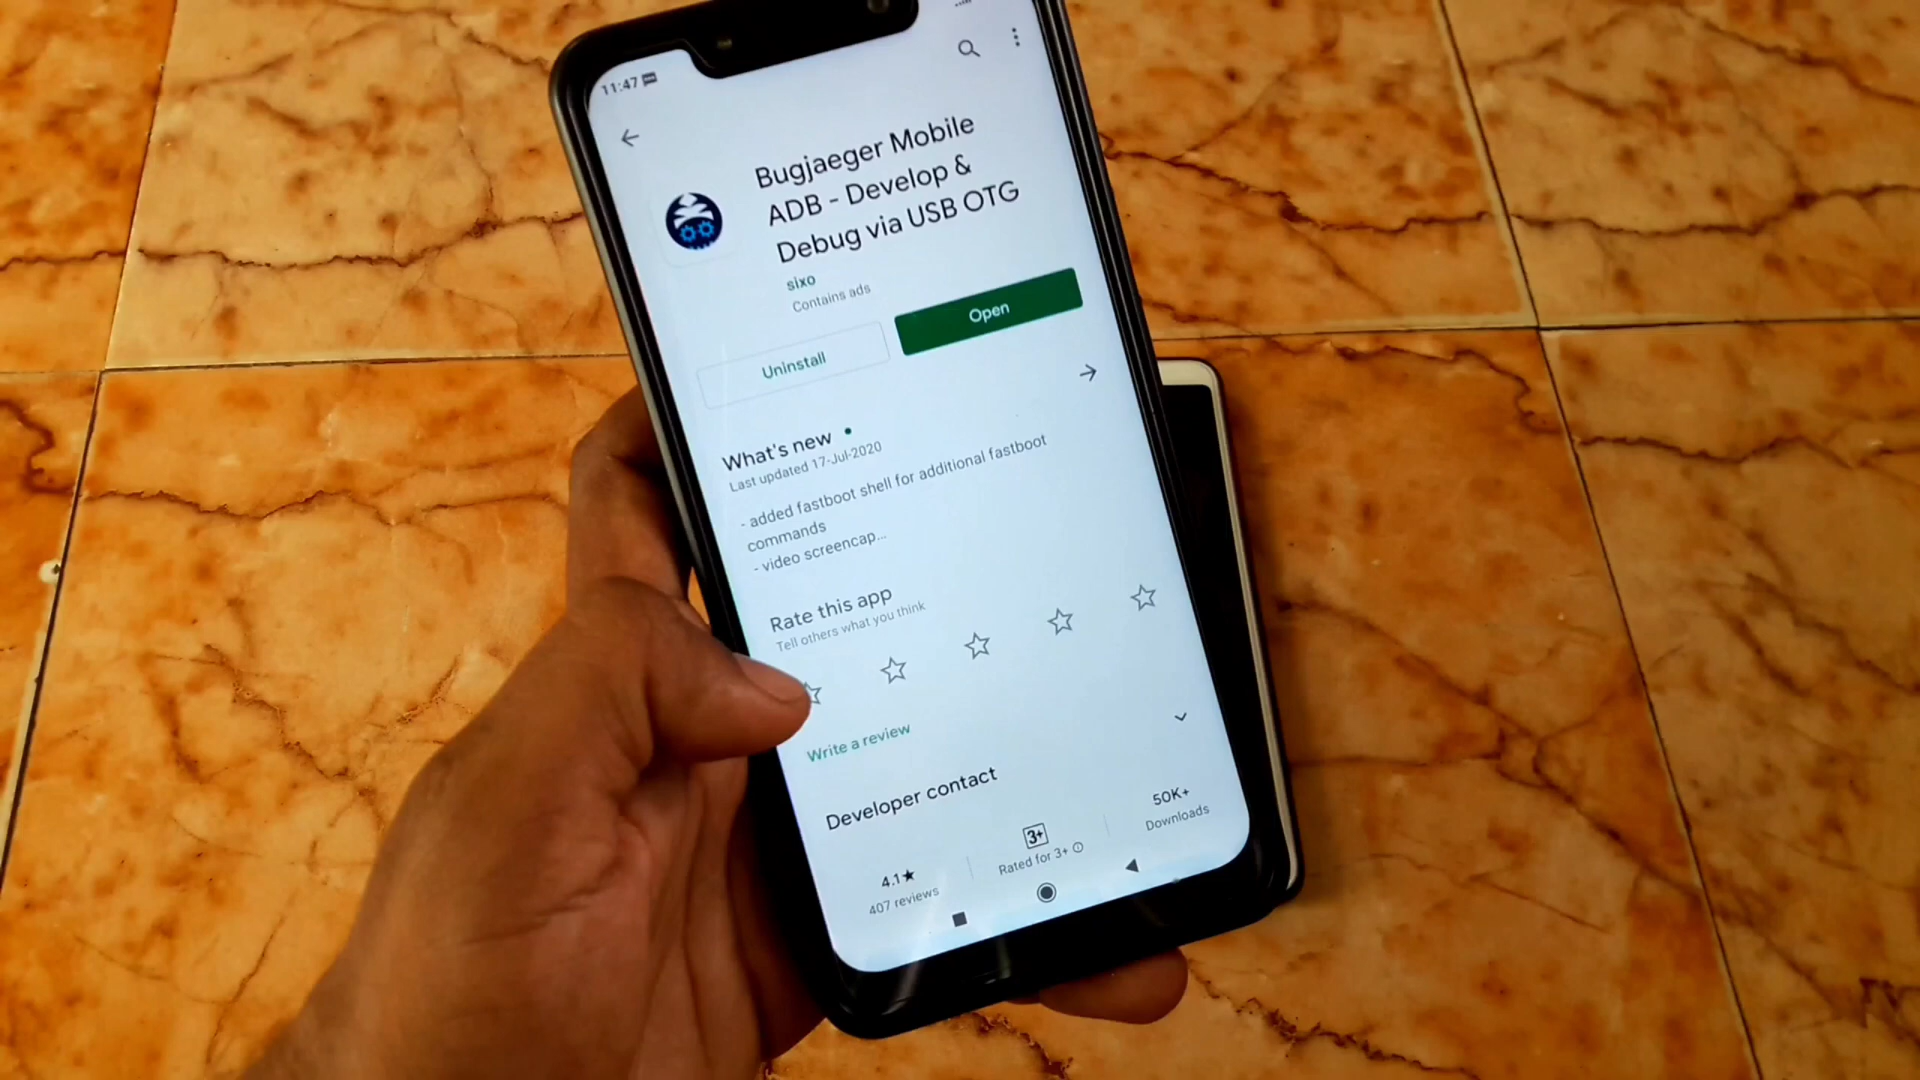 11:47
Bugjaeger Mobile
ADB - Develop &
Debug via USB OTG
sixo
Contains ads
Uninstall
Open
What's new
Last updated 17-Jul-2020
- added fastboot shell for additional fastboot
commands
- video screencap...
Rate this app
Tell others what you think
Write a review
Developer contact
4.1★
407 reviews
3+
Rated for 3+
50K+
Downloads